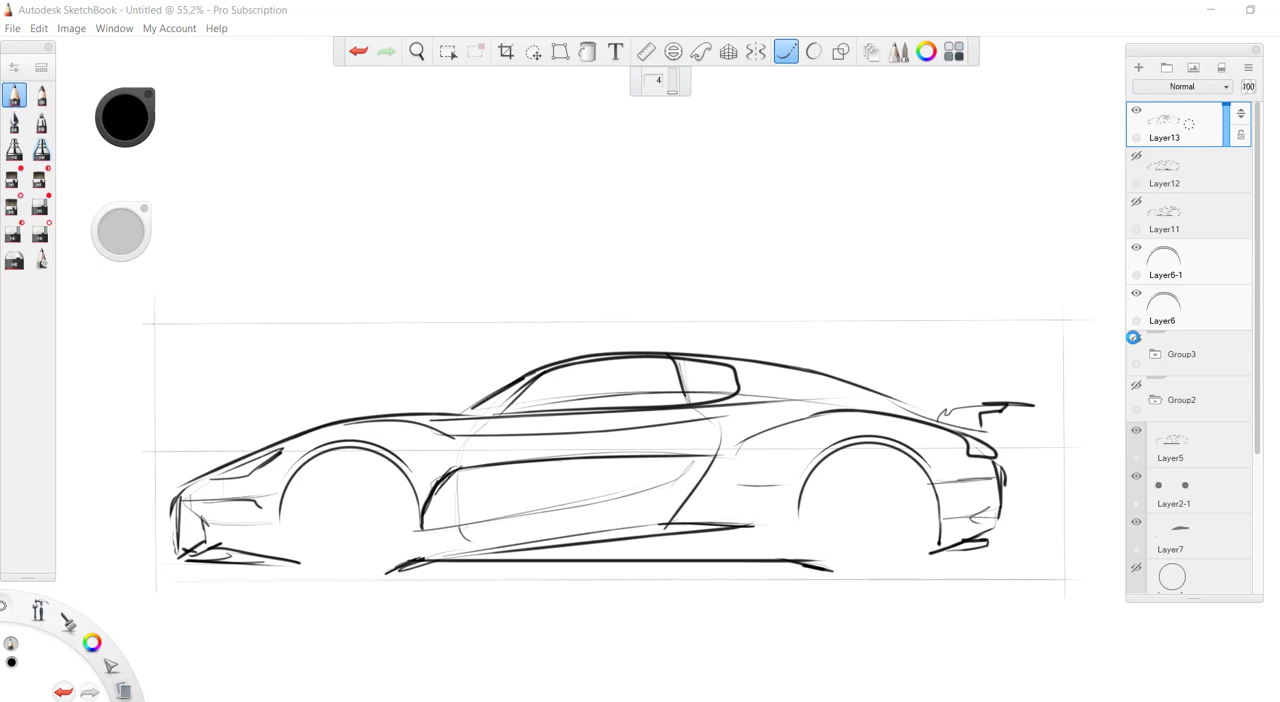 Autodesk SketchBook - Untitled @ 55,2% - Pro Subscription
File Edit Image Window My Account Help
4
Normal 100
Layer13
Layer12
Layer11
Layer6-1
Layer6
Group3
Group2
Layer5
Layer2-1
Layer7